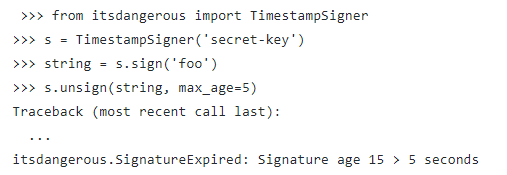 >>> from itsdangerous import TimestampSigner
>>> s = TimestampSigner('secret-key')
>>> string = s.sign('foo')
>>> s.unsign(string, max_age=5)
Traceback (most recent call last):
  ...
itsdangerous.SignatureExpired: Signature age 15 > 5 seconds